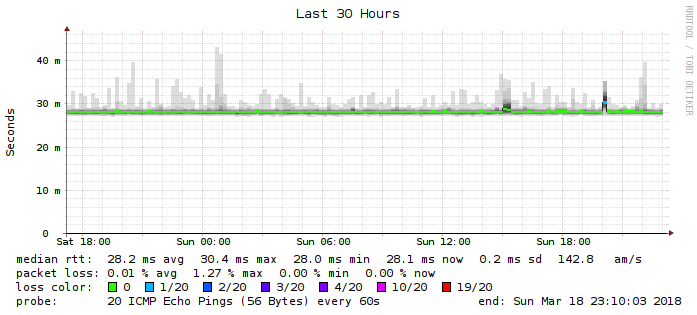 Last 30 Hours
RRDTOOL / TOBI OETIKER
Seconds
40 m
30 m
20 m
10 m
0
Sat 18:00 Sun 00:00 Sun 06:00 Sun 12:00 Sun 18:00
median rtt: 28.2 ms avg 30.4 ms max 28.0 ms min 28.1 ms now 0.2 ms sd 142.8 am/s
packet loss: 0.01 % avg 1.27 % max 0.00 % min 0.00 % now
loss color: 0 1/20 2/20 3/20 4/20 10/20 19/20
probe: 20 ICMP Echo Pings (56 Bytes) every 60s end: Sun Mar 18 23:10:03 2018